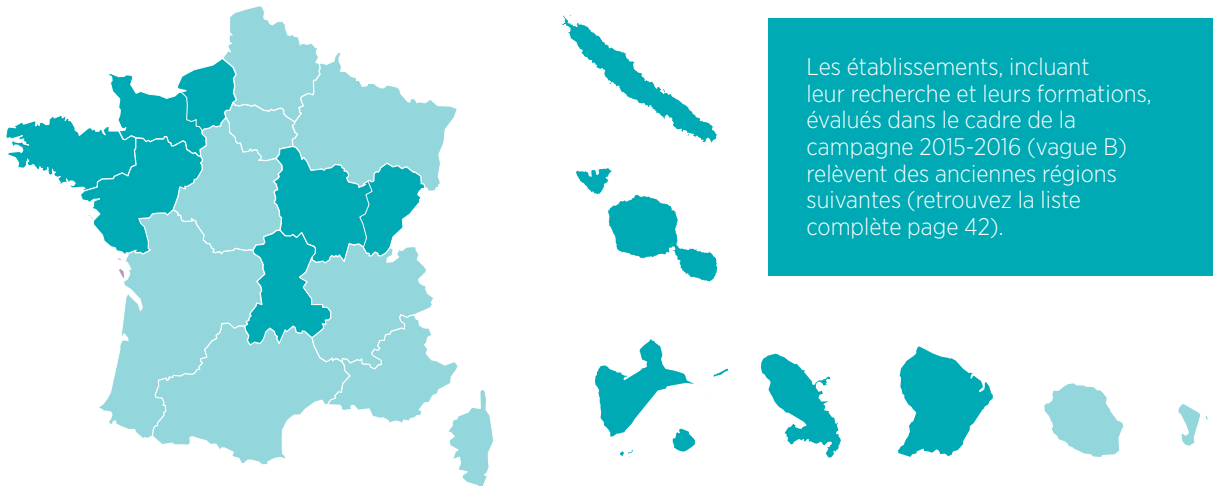 Les établissements, incluant
leur recherche et leurs formations,
évalués dans le cadre de la
campagne 2015-2016 (vague B)
relèvent des anciennes régions
suivantes (retrouvez la liste
complète page 42).